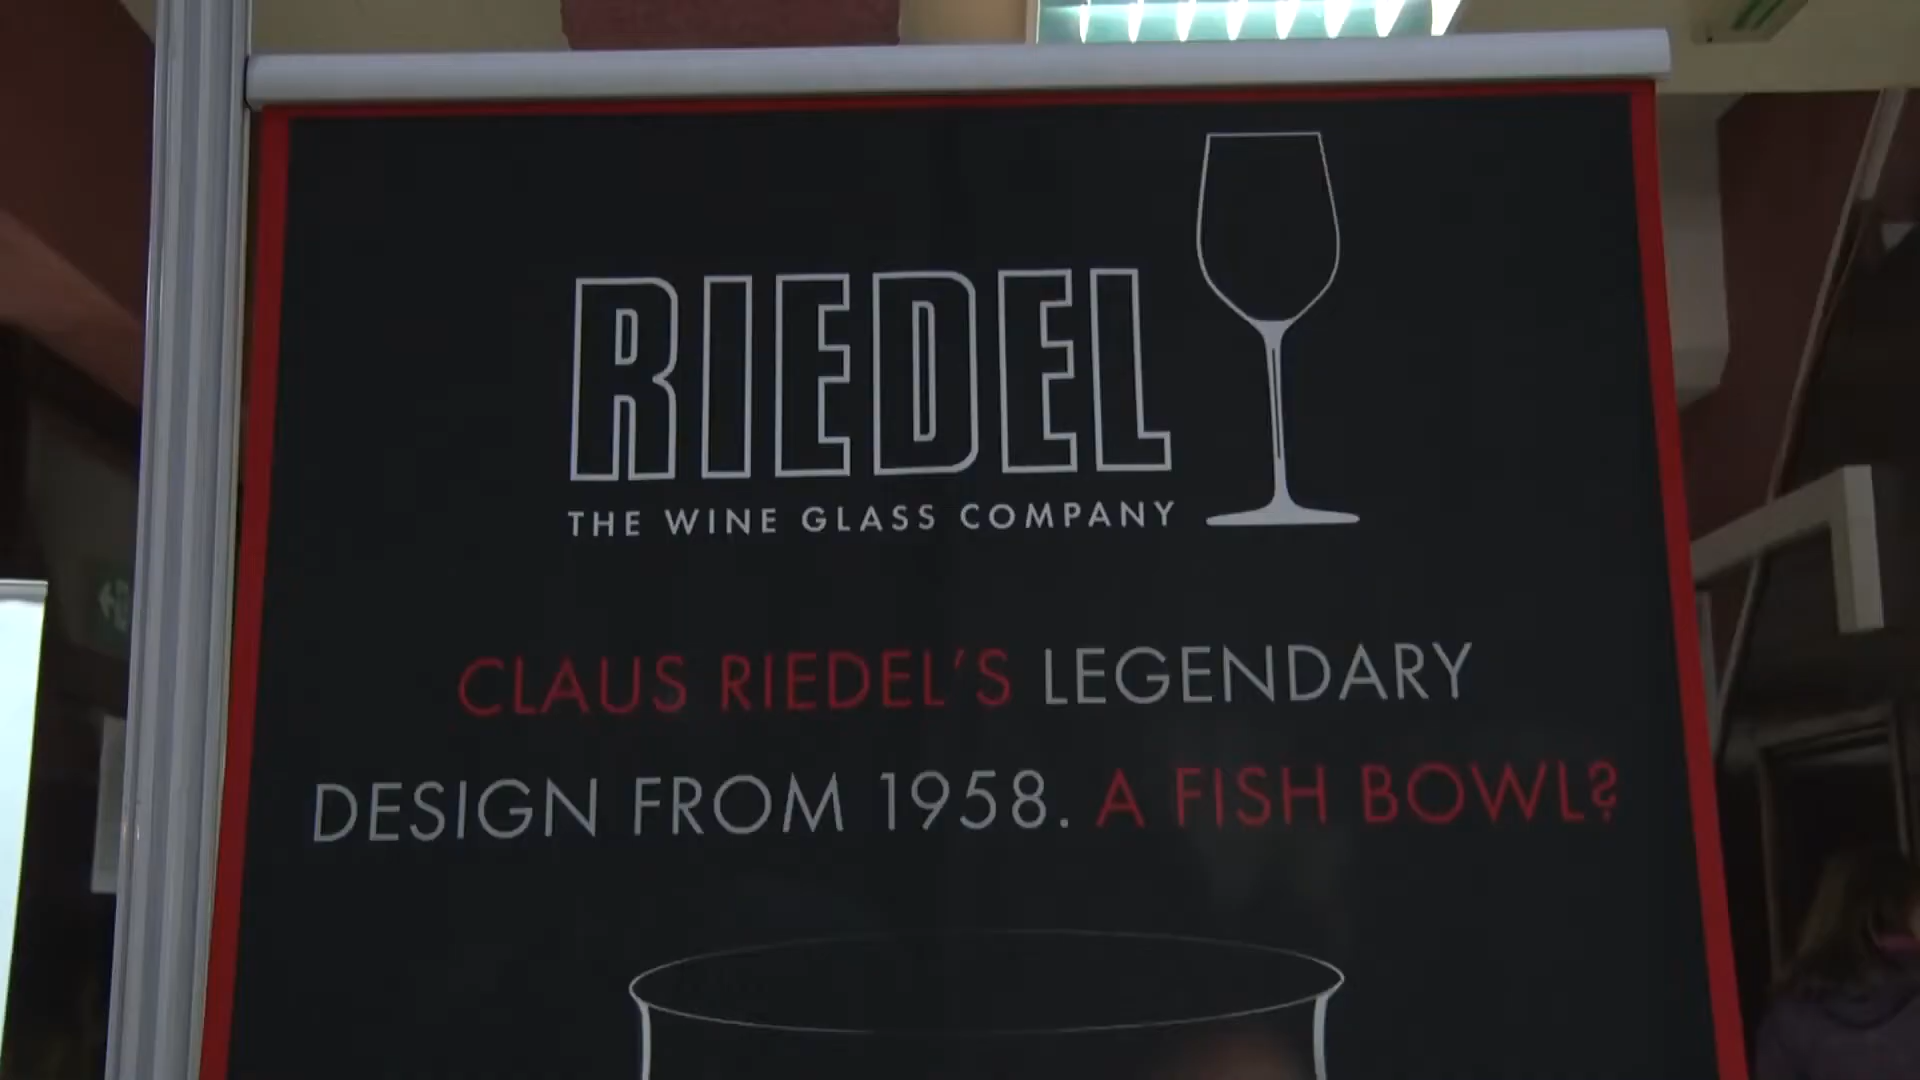 RIEDEL
THE WINE GLASS COMPANY
CLAUS RIEDEL'S LEGENDARY
DESIGN FROM 1958. A FISH BOWL?